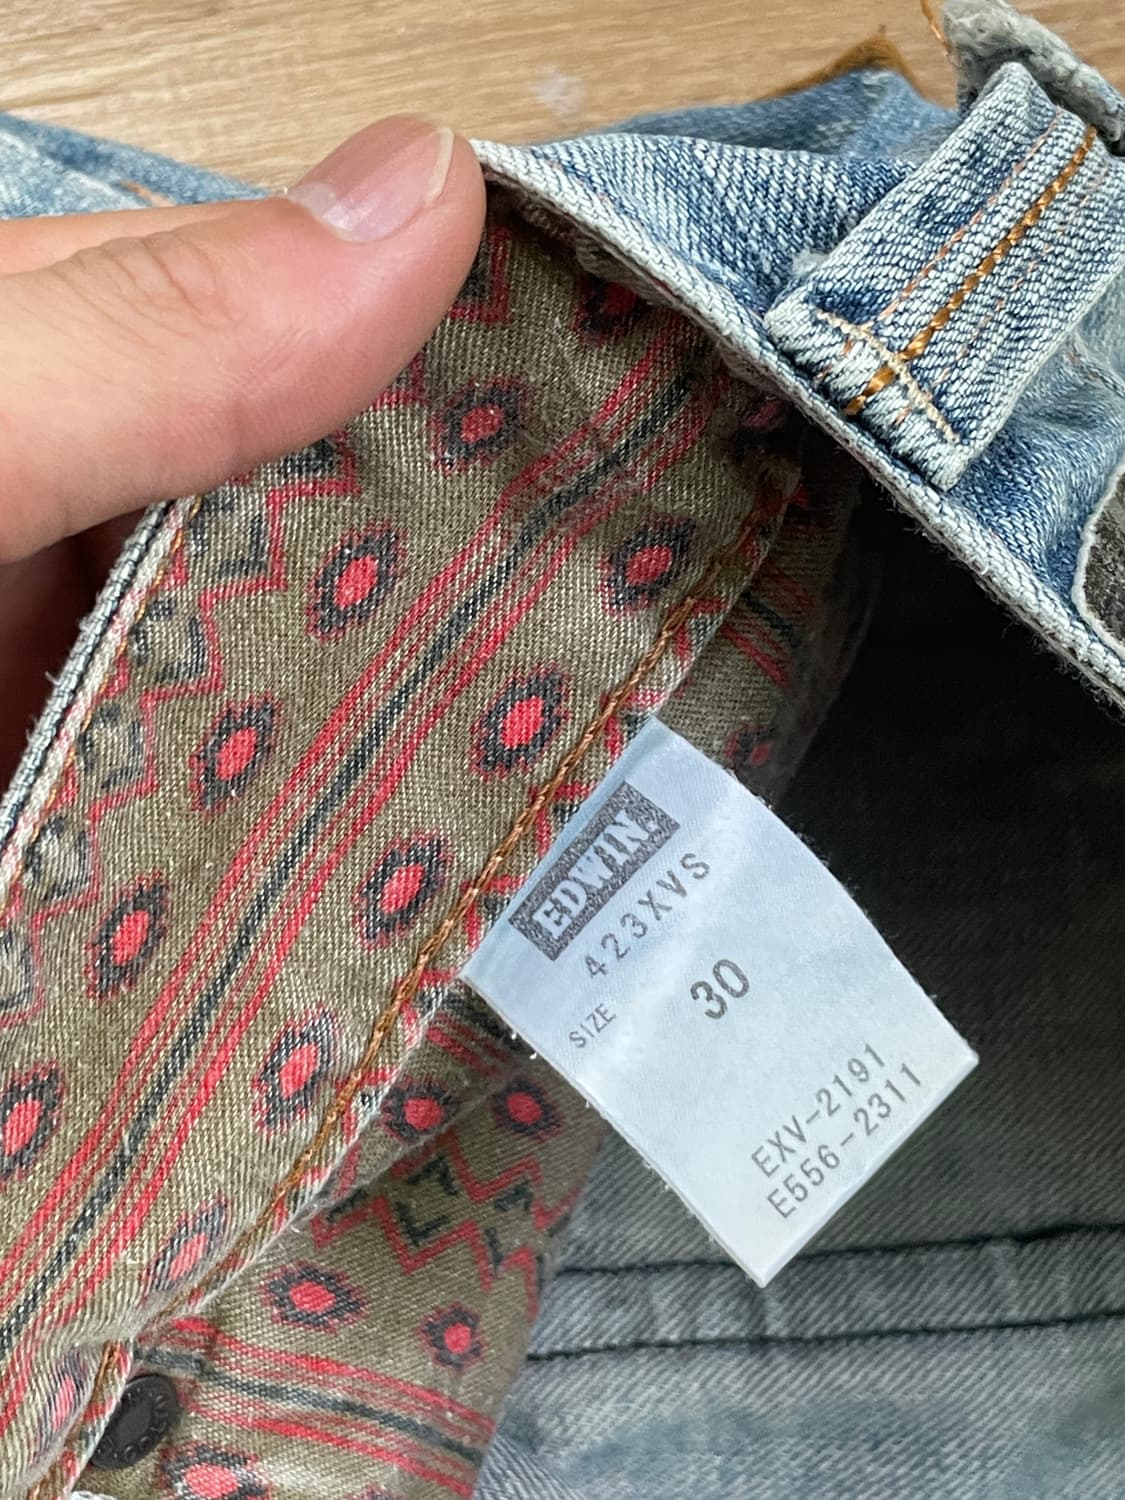 EDWIN.
423XVS
SIZE 30
EXV-2191
E556-2311